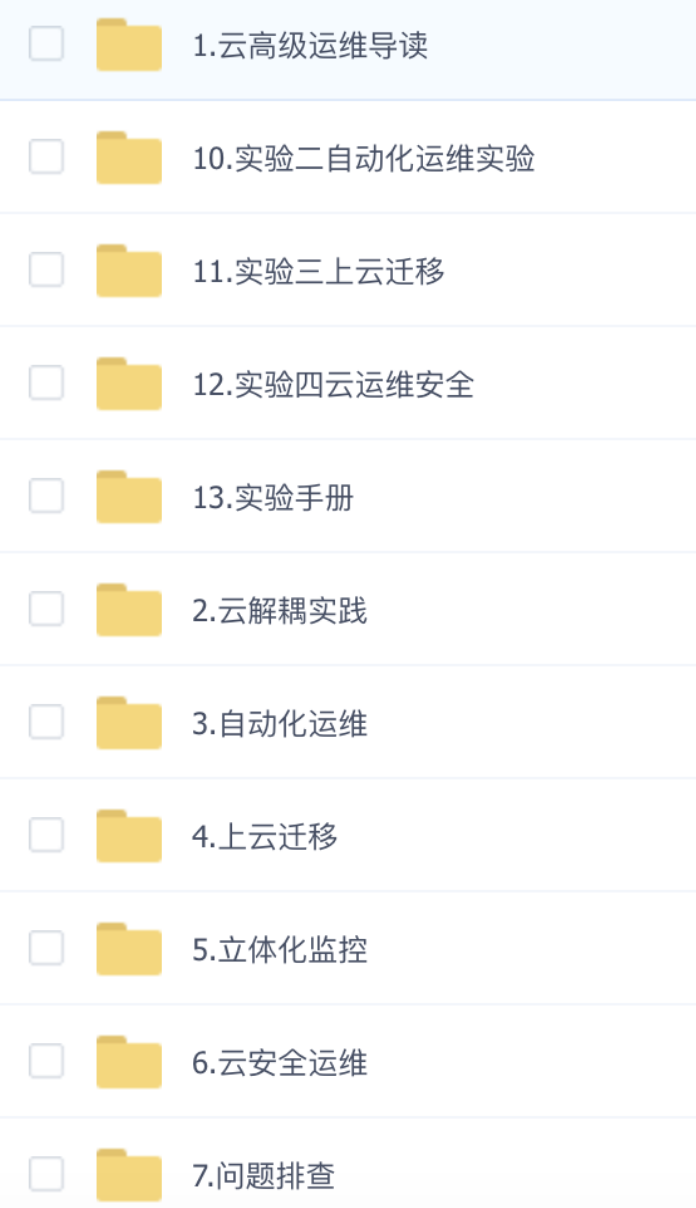 1.云高级运维导读
10.实验二自动化运维实验
11.实验三上云迁移
12.实验四云运维安全
13.实验手册
2.云解耦实践
3.自动化运维
4.上云迁移
5.立体化监控
6.云安全运维
7.问题排查